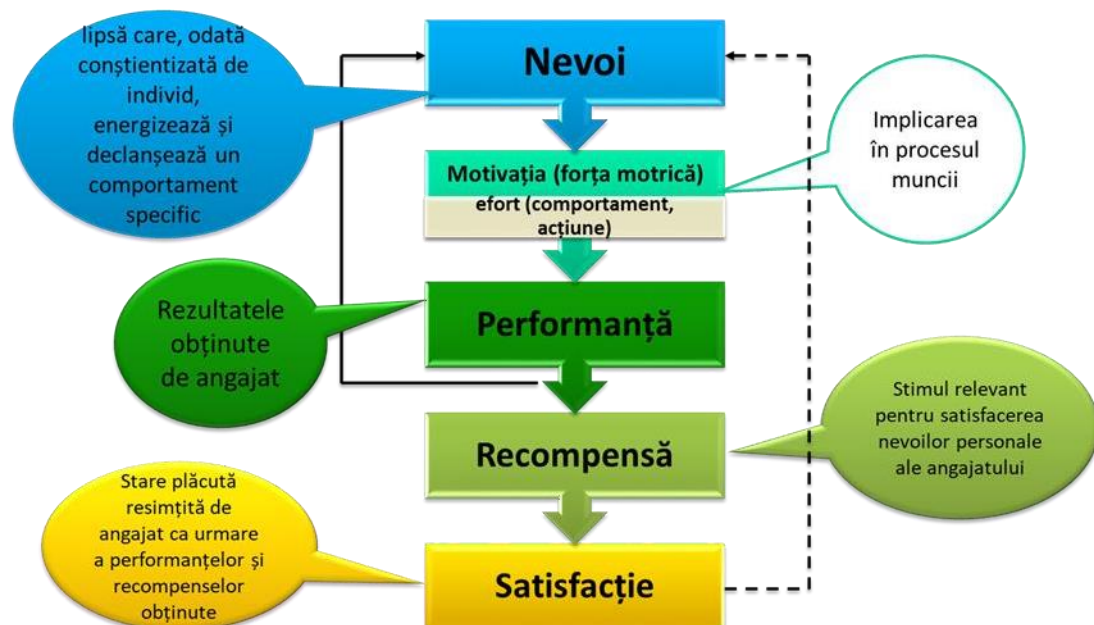 lipsă care, odată
conștientizată de
individ,
energizează și
declanșează un
comportament
specific
Nevoi
Implicarea
în procesul
muncii
Motivația (forța motrică)
efort (comportament,
acțiune)
Rezultatele
obținute
de angajat
Performanță
Stimul relevant
pentru satisfacerea
nevoilor personale
ale angajatului
Recompensă
Stare plăcută
resimțită de
angajat ca urmare
a performanțelor și
recompenselor
obținute
Satisfacție